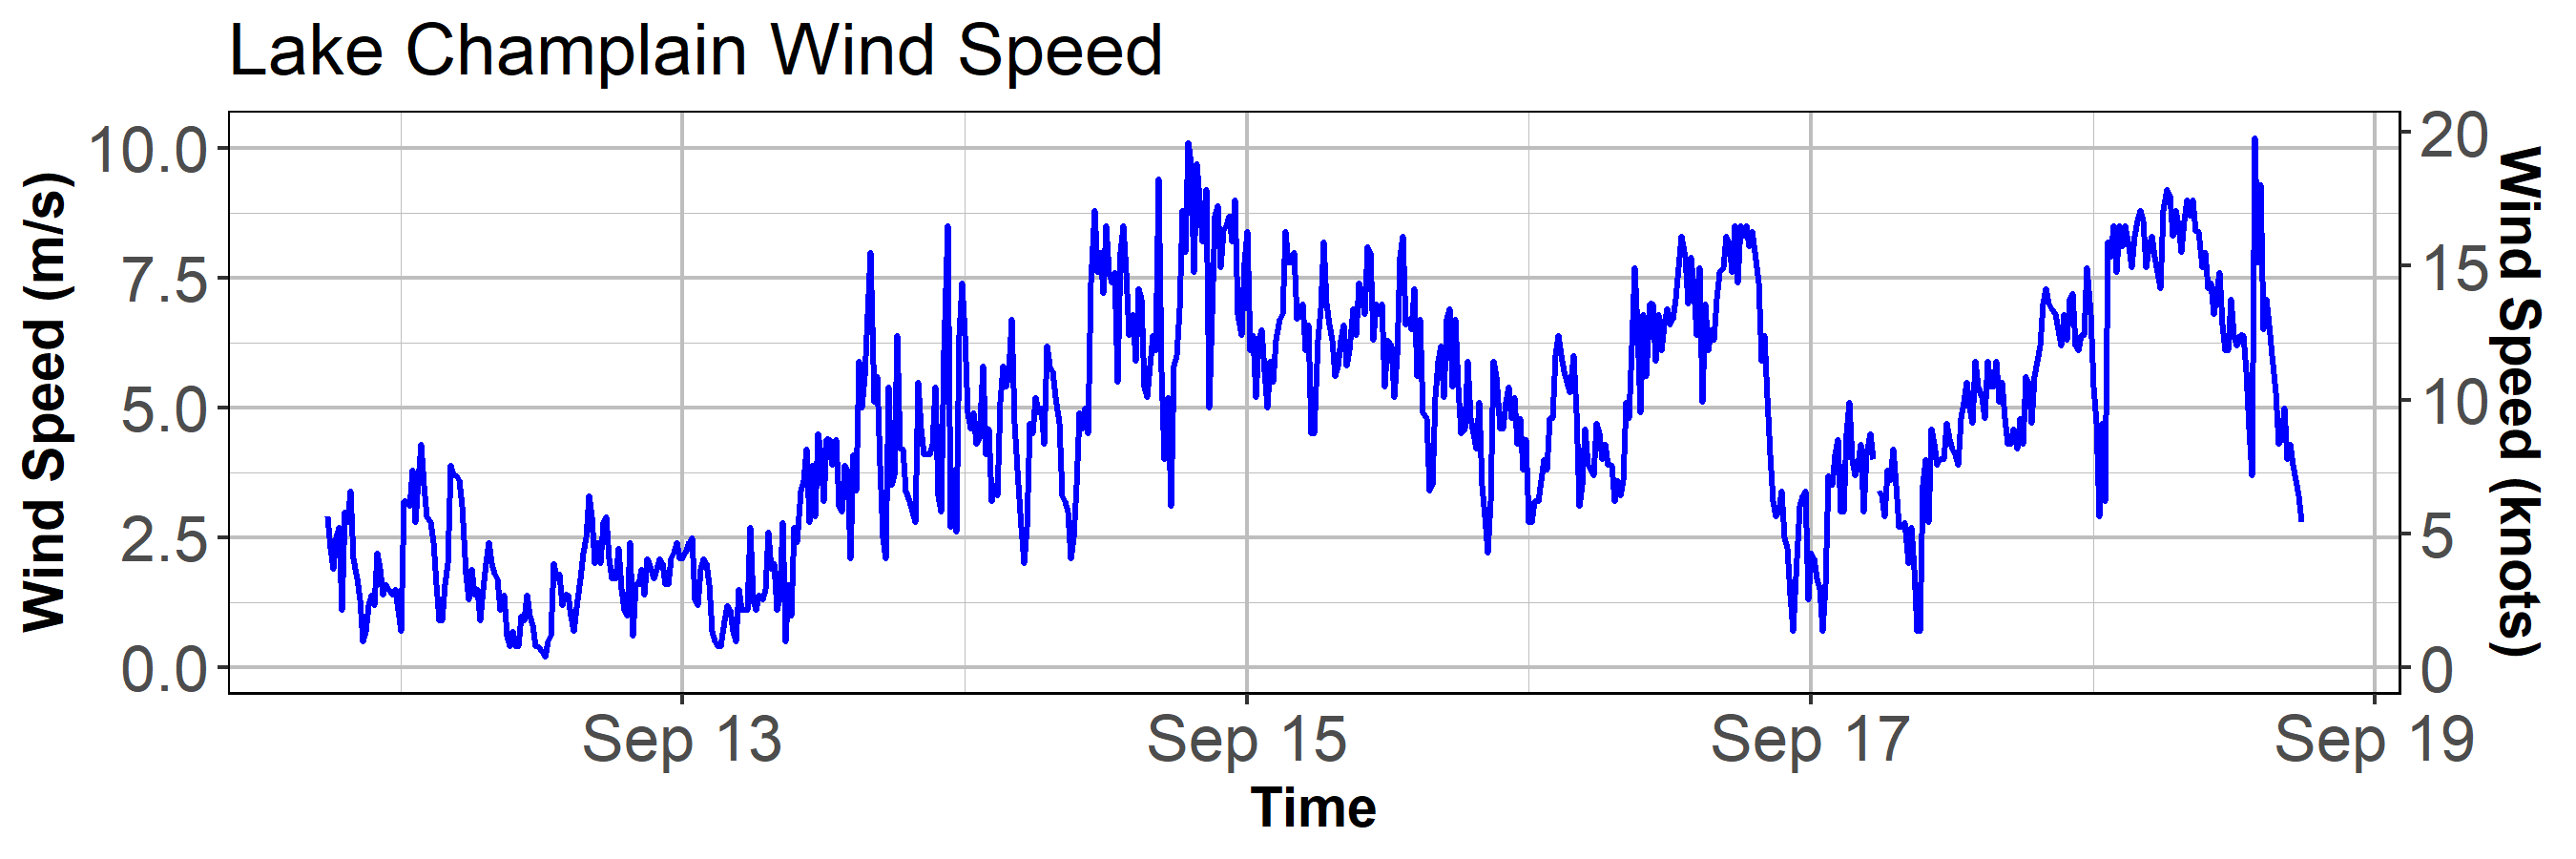 Lake Champlain Wind Speed
Wind Speed (m/s)
10.0
7.5
5.0
2.5
0.0
20
15
10
5
0
Wind Speed (knots)
Sep 13
Sep 15
Sep 17
Sep 19
Time